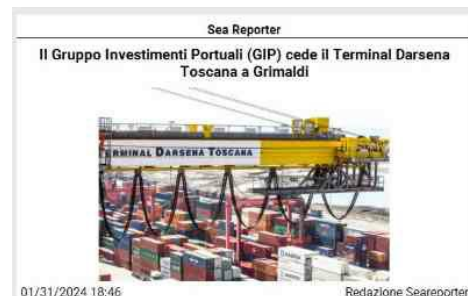 Sea Reporter
Il Gruppo Investimenti Portuali (GIP) cede il Terminal Darsena
Toscana a Grimaldi
ERMINAL DARSENA TOSCANA
01/31/2024 18:46
Redazione Seareporter